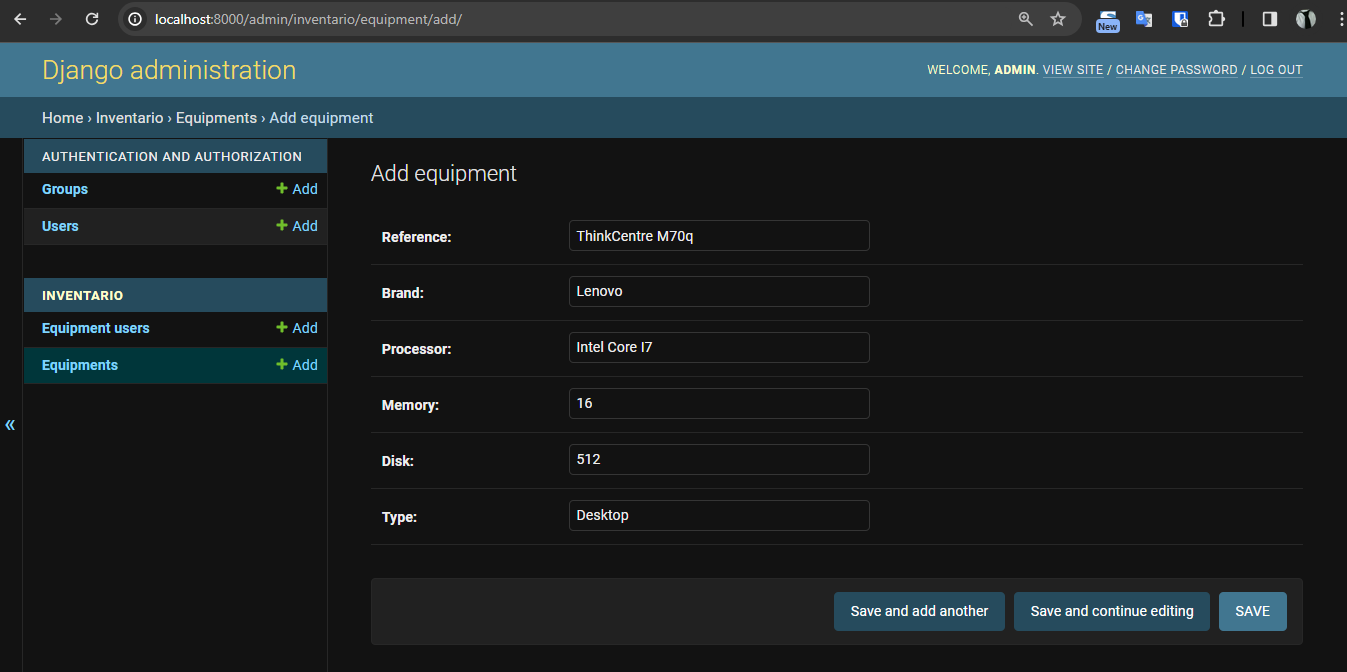 localhost:8000/admin/inventario/equipment/add/
New
Django administration
WELCOME, ADMIN. VIEW SITE / CHANGE PASSWORD / LOG OUT
Home › Inventario › Equipments › Add equipment
AUTHENTICATION AND AUTHORIZATION
Groups + Add
Users + Add
INVENTARIO
Equipment users + Add
Equipments + Add
«
Add equipment
Reference: ThinkCentre M70q
Brand: Lenovo
Processor: Intel Core I7
Memory: 16
Disk: 512
Type: Desktop
Save and add another Save and continue editing SAVE